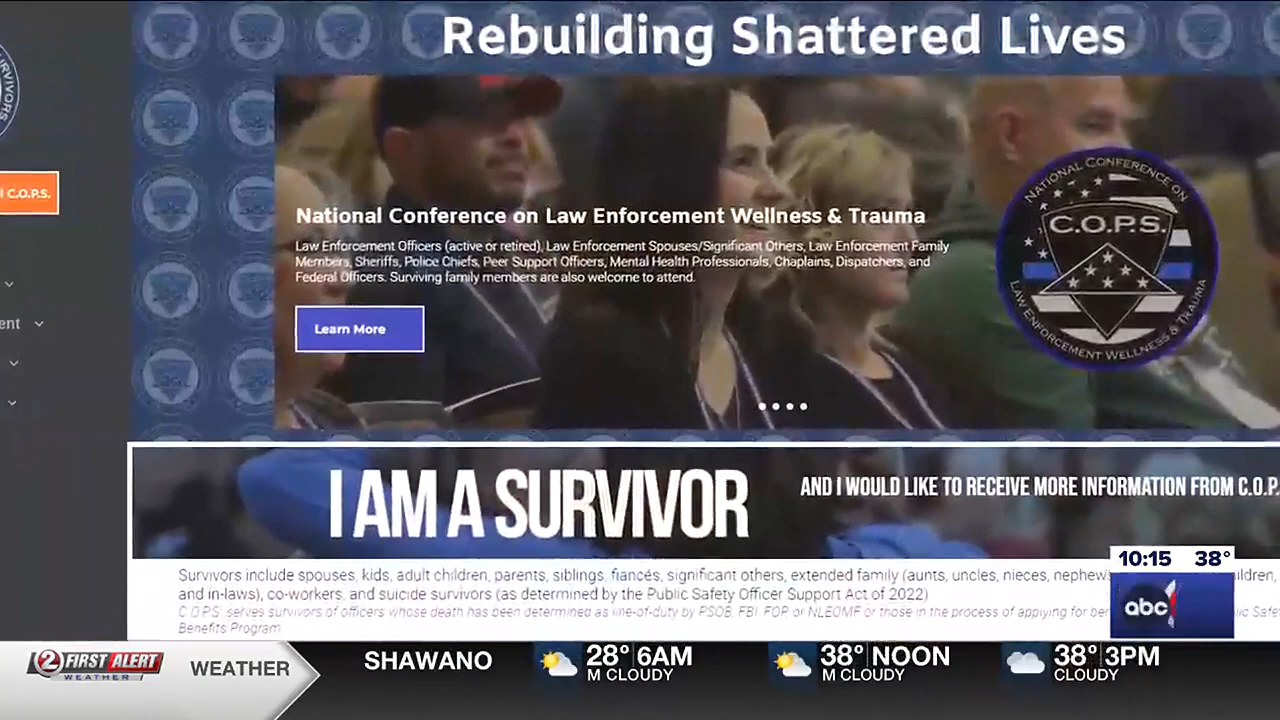 Rebuilding Shattered Lives
SURVIVORS
C.O.P.S.
National Conference on Law Enforcement Wellness & Trauma
Law Enforcement Officers (active or retired), Law Enforcement Spouses/Significant Others, Law Enforcement Family
Members, Sheriffs, Police Chiefs, Peer Support Officers, Mental Health Professionals, Chaplains, Dispatchers, and
Federal Officers. Surviving family members are also welcome to attend.
Learn More
NATIONAL CONFERENCE ON
C.O.P.S.
LAW ENFORCEMENT WELLNESS & TRAUMA
I AM A SURVIVOR
AND I WOULD LIKE TO RECEIVE MORE INFORMATION FROM C.O.P.
Survivors include spouses, kids, adult children, parents, siblings, fiancés, significant others, extended family (aunts, uncles, nieces, nephews
and in-laws), co-workers, and suicide survivors (as determined by the Public Safety Officer Support Act of 2022)
C.O.P.S. serves survivors of officers whose death has been determined as line-of-duty by PSOB, FBI, FOP, or NLEOMF or those in the process of applying for
Benefits Program.
10:15 38°
abc
2 FIRST ALERT
WEATHER
WEATHER
SHAWANO
28° 6AM
M CLOUDY
38° NOON
M CLOUDY
38° 3PM
CLOUDY